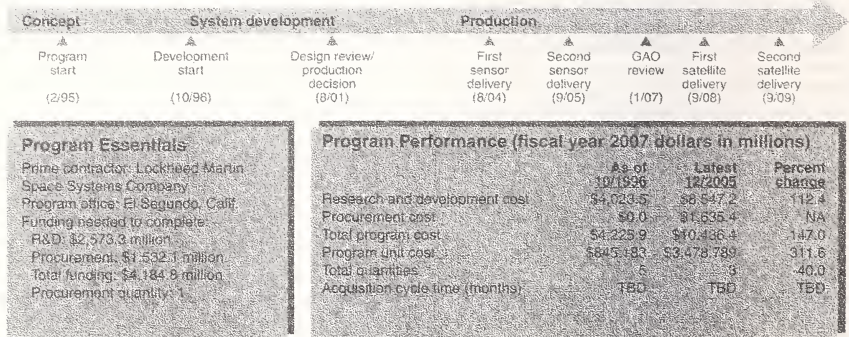 Concept System development Production
Program start (2/95)
Development start (10/96)
Design review/ production decision (8/01)
First sensor delivery (8/04)
Second sensor delivery (9/05)
GAO review (1/07)
First satellite delivery (9/08)
Second satellite delivery (9/09)
Program Essentials
Prime contractor: Lockheed Martin
Space Systems Company
Program office: El Segundo, Calif.
Funding needed to complete:
R&D: $2,573.3 million
Procurement: $1,532.1 million
Total funding: $4,184.8 million
Procurement quantity: 1
Program Performance (fiscal year 2007 dollars in millions)
As of Latest Percent
10/1996 12/2005 change
Research and development cost $4,023.5 $8,547.2 112.4
Procurement cost $0.0 $1,635.4 NA
Total program cost $4,225.9 $10,436.4 147.0
Program unit cost $845.183 $3,478.789 311.6
Total quantities 5 3 -40.0
Acquisition cycle time (months) TBD TBD TBD